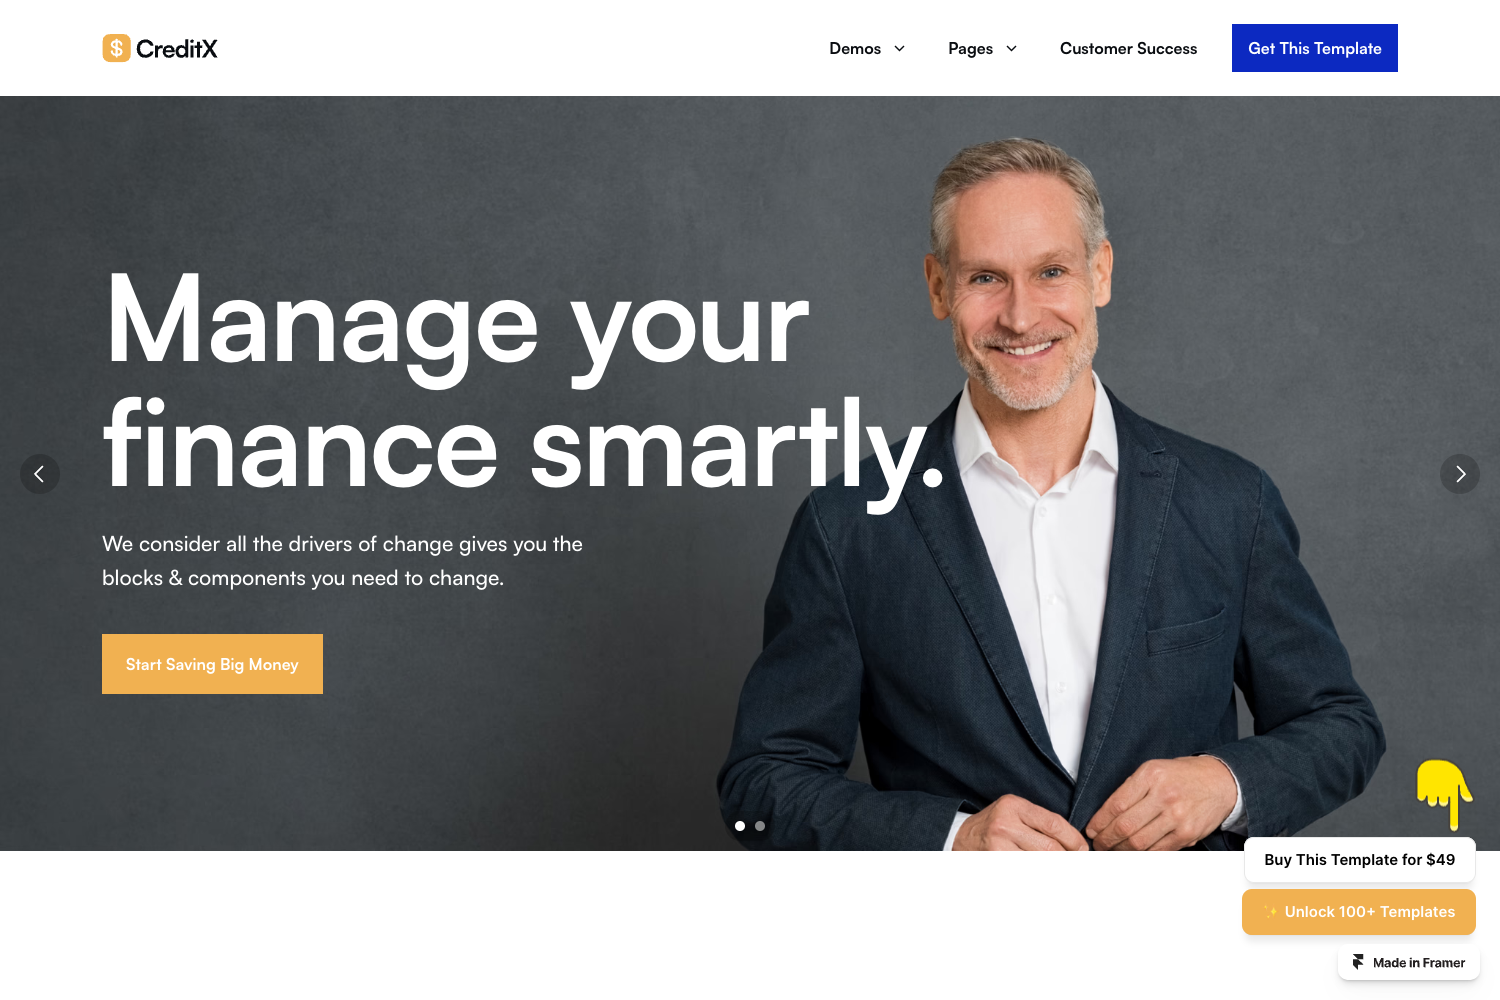 $ CreditX
Demos
Pages
Customer Success
Get This Template
Manage your
finance smartly.
We consider all the drivers of change gives you the
blocks & components you need to change.
Start Saving Big Money
Buy This Template for $49
✨ Unlock 100+ Templates
Made in Framer